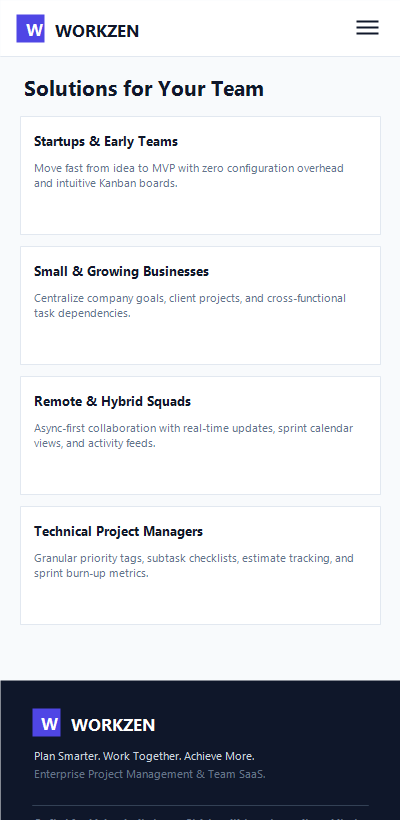 W WORKZEN
Solutions for Your Team
Startups & Early Teams
Move fast from idea to MVP with zero configuration overhead
and intuitive Kanban boards.
Small & Growing Businesses
Centralize company goals, client projects, and cross-functional
task dependencies.
Remote & Hybrid Squads
Async-first collaboration with real-time updates, sprint calendar
views, and activity feeds.
Technical Project Managers
Granular priority tags, subtask checklists, estimate tracking, and
sprint burn-up metrics.
W WORKZEN
Plan Smarter. Work Together. Achieve More.
Enterprise Project Management & Team SaaS.